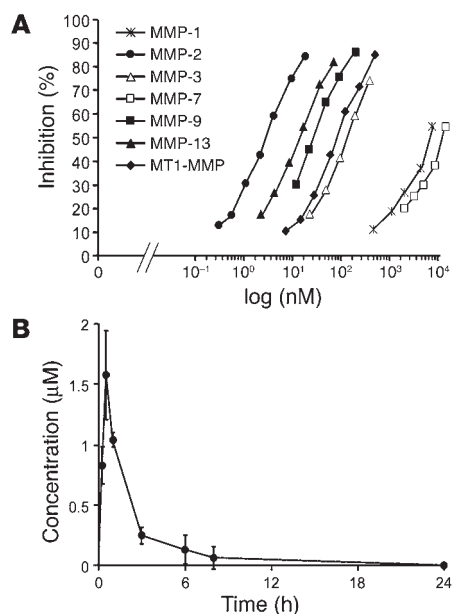 A
Inhibition (%)
100
90
80
70
60
50
40
30
20
10
MMP-1
MMP-2
MMP-3
MMP-7
MMP-9
MMP-13
MT1-MMP
0 10⁻¹ 10⁰ 10¹ 10² 10³ 10⁴
log (nM)
B
Concentration (μM)
2
1.5
1
0.5
0
0 6 12 18 24
Time (h)